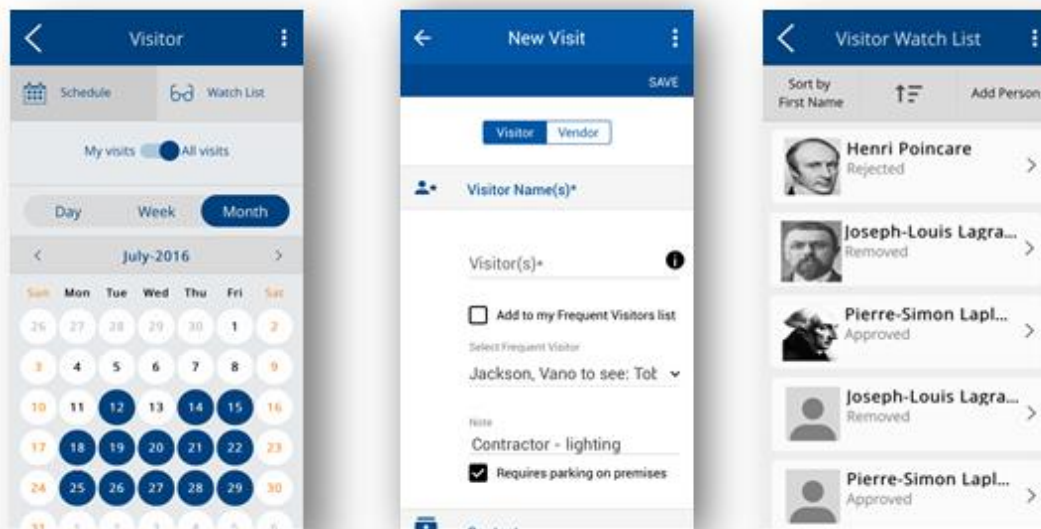 Visitor
Schedule
Watch List
My visits
All visits
Day Week Month
July-2016
Sun Mon Tue Wed Thu Fri Sat
26 27 28 29 30 1 2
3 4 5 6 7 8 9
10 11 12 13 14 15 16
17 18 19 20 21 22 23
24 25 26 27 28 29 30
31
New Visit
SAVE
Visitor Vendor
Visitor Name(s)*
Visitor(s)*
Add to my Frequent Visitors list
Select Frequent Visitor
Jackson, Vano to see: Tob
Note
Contractor - lighting
Requires parking on premises
Visitor Watch List
Sort by
First Name
Add Person
Henri Poincare
Rejected
Joseph-Louis Lagra...
Removed
Pierre-Simon Lapl...
Approved
Joseph-Louis Lagra...
Removed
Pierre-Simon Lapl...
Approved